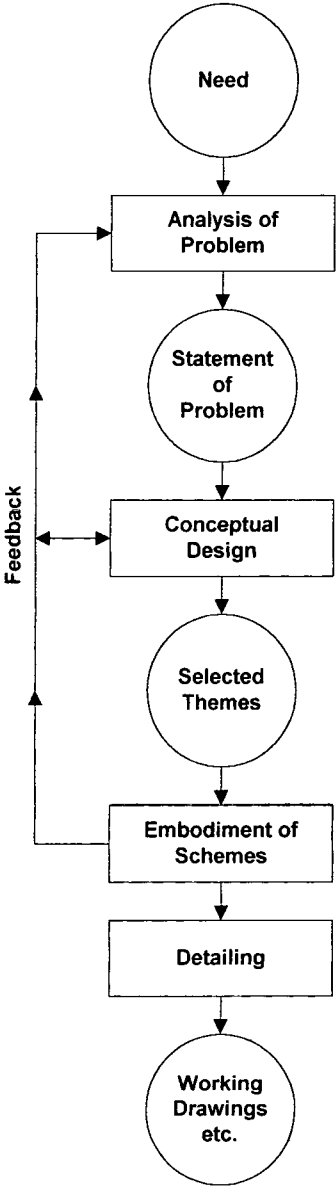 Need
Analysis of
Problem
Statement
of
Problem
Feedback
Conceptual
Design
Selected
Themes
Embodiment of
Schemes
Detailing
Working
Drawings
etc.